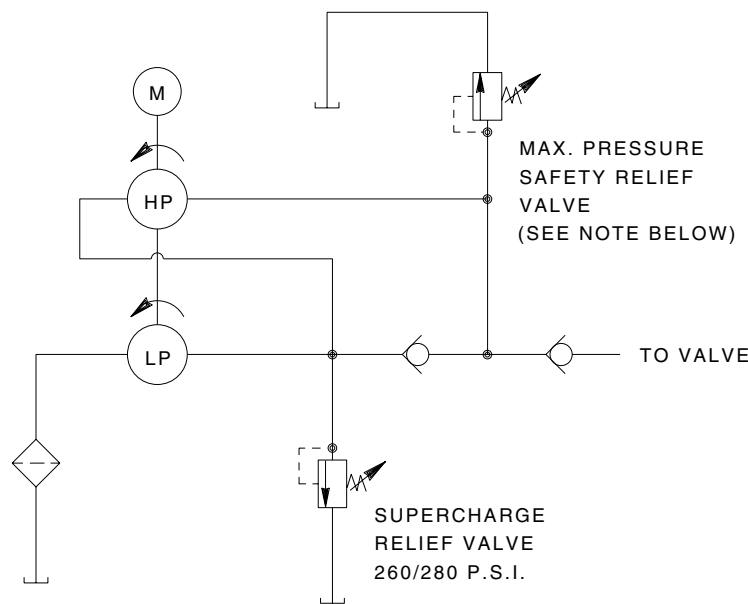 M
MAX. PRESSURE
SAFETY RELIEF
VALVE
(SEE NOTE BELOW)
HP
LP
TO VALVE
SUPERCHARGE
RELIEF VALVE
260/280 P.S.I.